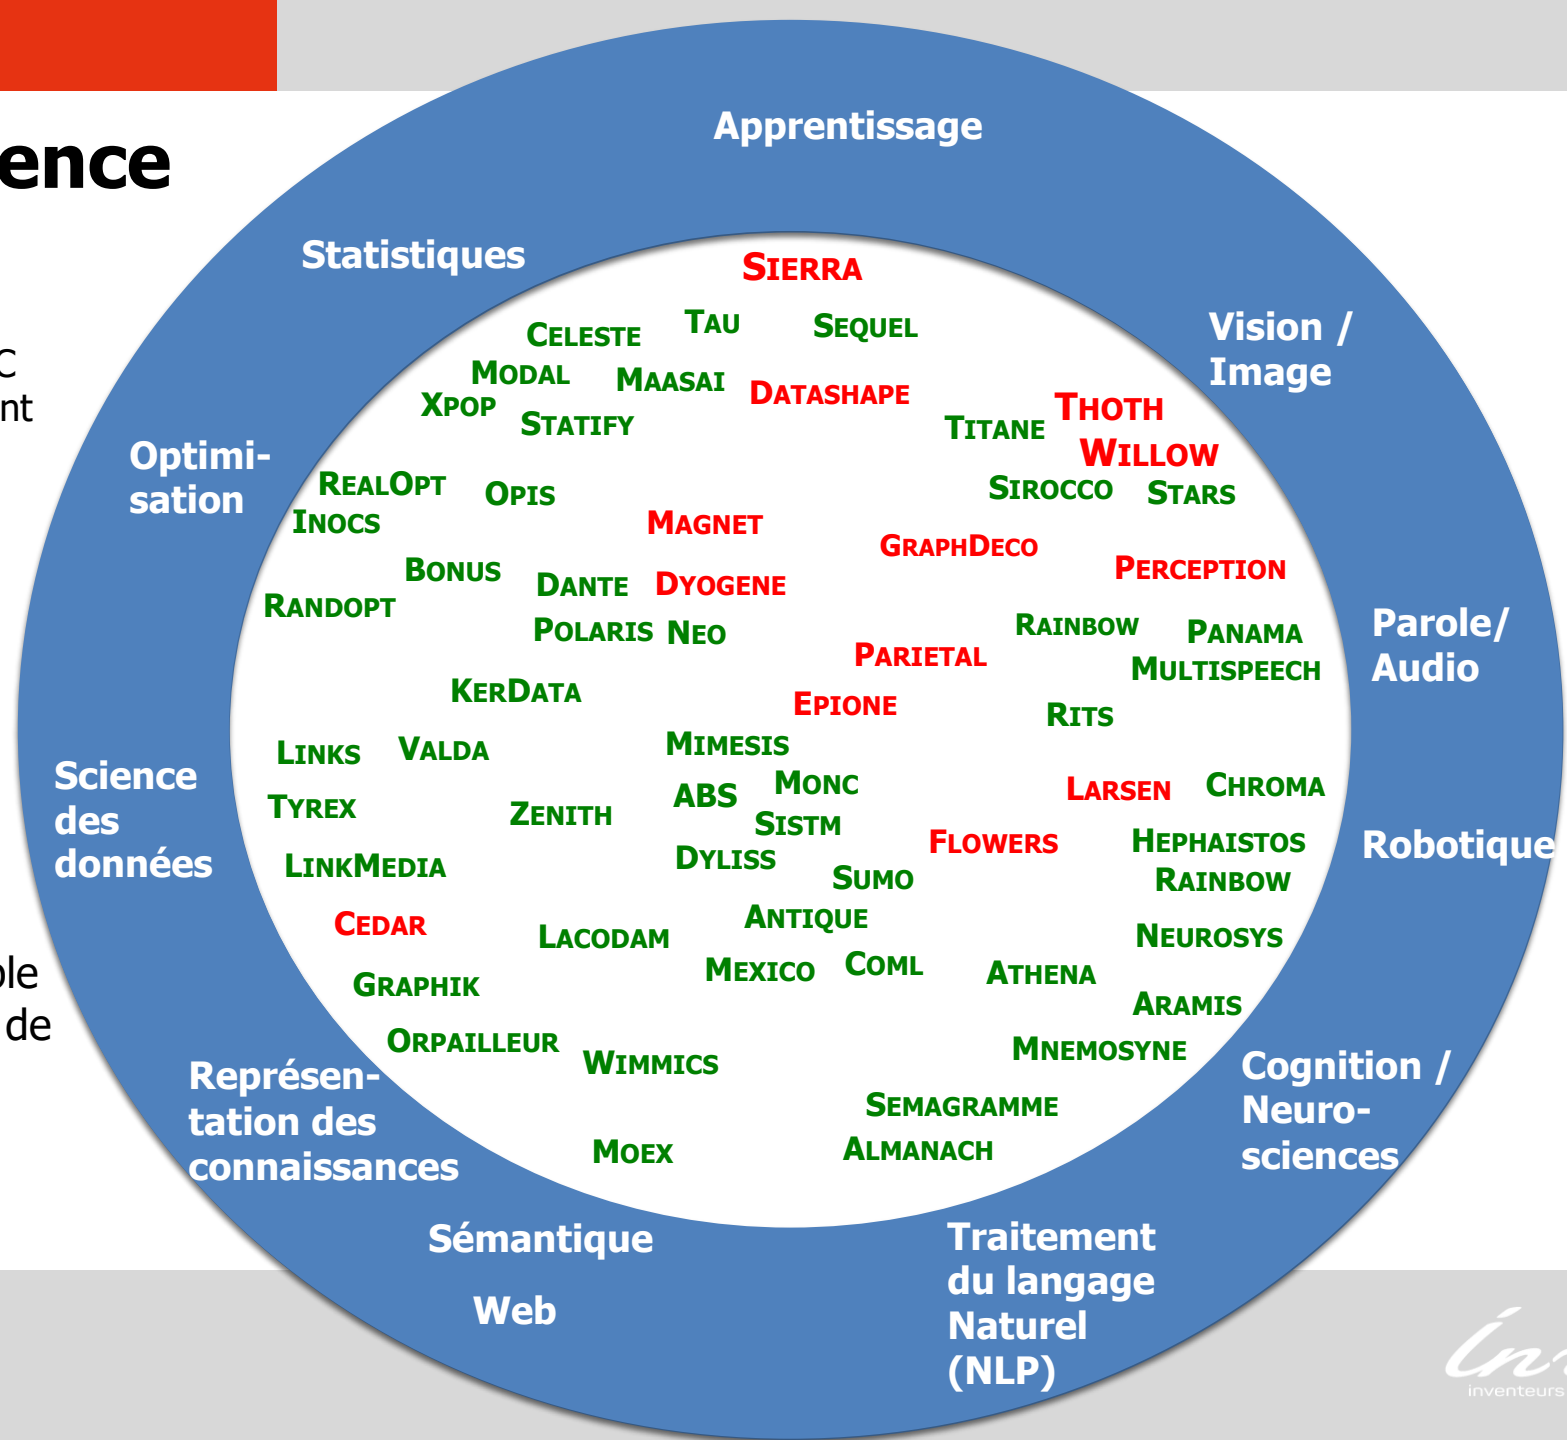 Apprentissage
ence
Statistiques
SIERRA
TAU
SEQUEL
CELESTE
Vision /
Image
C
nt
MODAL
MAASAI
DATASHAPE
XPOP
STATIFY
THOTH
TITANE
WILLOW
Optimi-
sation
REALOPT
OPIS
SIROCCO
STARS
INOCS
MAGNET
GRAPHDECO
PERCEPTION
BONUS
DANTE
DYOGENE
RANDOPT
POLARIS
NEO
RAINBOW
PANAMA
Parole/
Audio
PARIETAL
MULTISPEECH
KERDATA
EPIONE
RITS
LINKS
VALDA
MIMESIS
Science
des
données
MONC
LARSEN
CHROMA
TYREX
ZENITH
ABS
SISTM
FLOWERS
HEPHAISTOS
Robotique
LINKMEDIA
DYLISS
SUMO
RAINBOW
CEDAR
LACODAM
ANTIQUE
NEUROSYS
ole
de
GRAPHIK
MEXICO
COML
ATHENA
ARAMIS
ORPAILLEUR
WIMMICS
MNEMOSYNE
Représen-
tation des
connaissances
Cognition /
Neuro-
sciences
SEMAGRAMME
MOEX
ALMANACH
Sémantique
Web
Traitement
du langage
Naturel
(NLP)
inventeurs